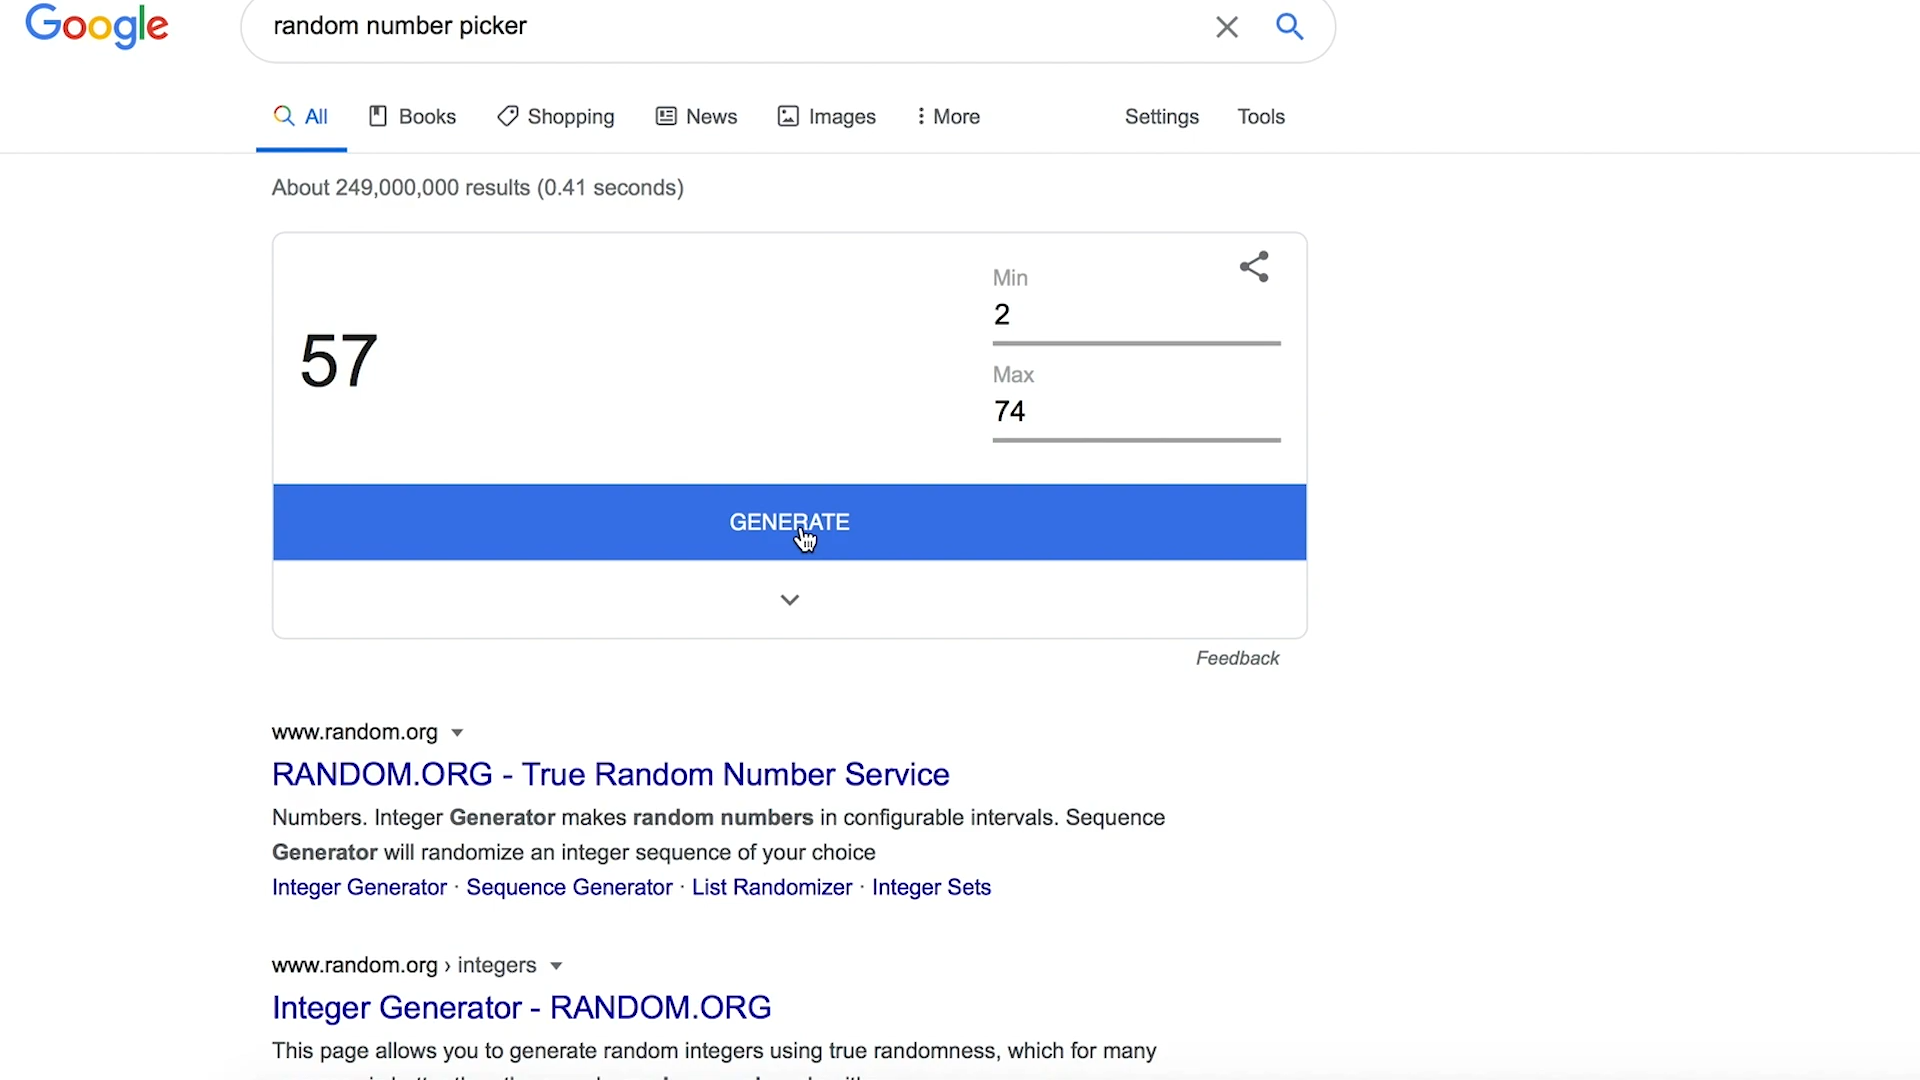 Google
random number picker
All Books Shopping News Images More Settings Tools
About 249,000,000 results (0.41 seconds)
Min
2
57
Max
74
GENERATE
Feedback
www.random.org
RANDOM.ORG - True Random Number Service
Numbers. Integer Generator makes random numbers in configurable intervals. Sequence
Generator will randomize an integer sequence of your choice
Integer Generator · Sequence Generator · List Randomizer · Integer Sets
www.random.org › integers
Integer Generator - RANDOM.ORG
This page allows you to generate random integers using true randomness, which for many